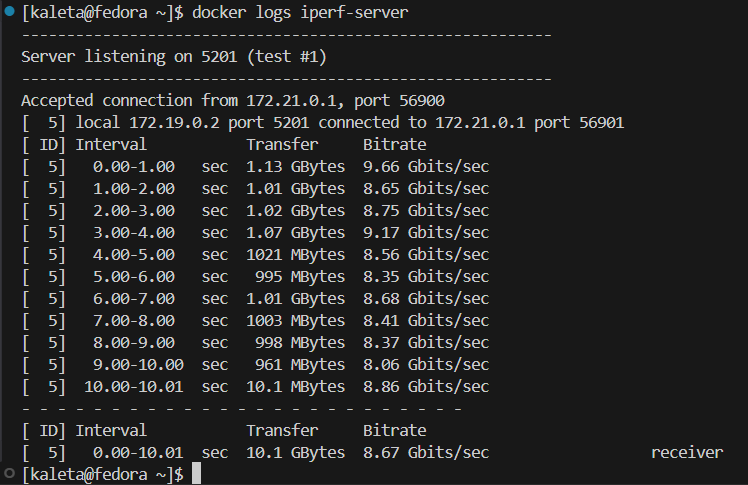 [kaleta@fedora ~]$ docker logs iperf-server
-----------------------------------------------------------
Server listening on 5201 (test #1)
-----------------------------------------------------------
Accepted connection from 172.21.0.1, port 56900
[  5] local 172.19.0.2 port 5201 connected to 172.21.0.1 port 56901
[ ID] Interval           Transfer     Bitrate
[  5]   0.00-1.00   sec  1.13 GBytes  9.66 Gbits/sec
[  5]   1.00-2.00   sec  1.01 GBytes  8.65 Gbits/sec
[  5]   2.00-3.00   sec  1.02 GBytes  8.75 Gbits/sec
[  5]   3.00-4.00   sec  1.07 GBytes  9.17 Gbits/sec
[  5]   4.00-5.00   sec  1021 MBytes  8.56 Gbits/sec
[  5]   5.00-6.00   sec   995 MBytes  8.35 Gbits/sec
[  5]   6.00-7.00   sec  1.01 GBytes  8.68 Gbits/sec
[  5]   7.00-8.00   sec  1003 MBytes  8.41 Gbits/sec
[  5]   8.00-9.00   sec   998 MBytes  8.37 Gbits/sec
[  5]   9.00-10.00  sec   961 MBytes  8.06 Gbits/sec
[  5]  10.00-10.01  sec  10.1 MBytes  8.86 Gbits/sec
- - - - - - - - - - - - - - - - - - - - - - - - -
[ ID] Interval           Transfer     Bitrate
[  5]   0.00-10.01  sec  10.1 GBytes  8.67 Gbits/sec                  receiver
[kaleta@fedora ~]$